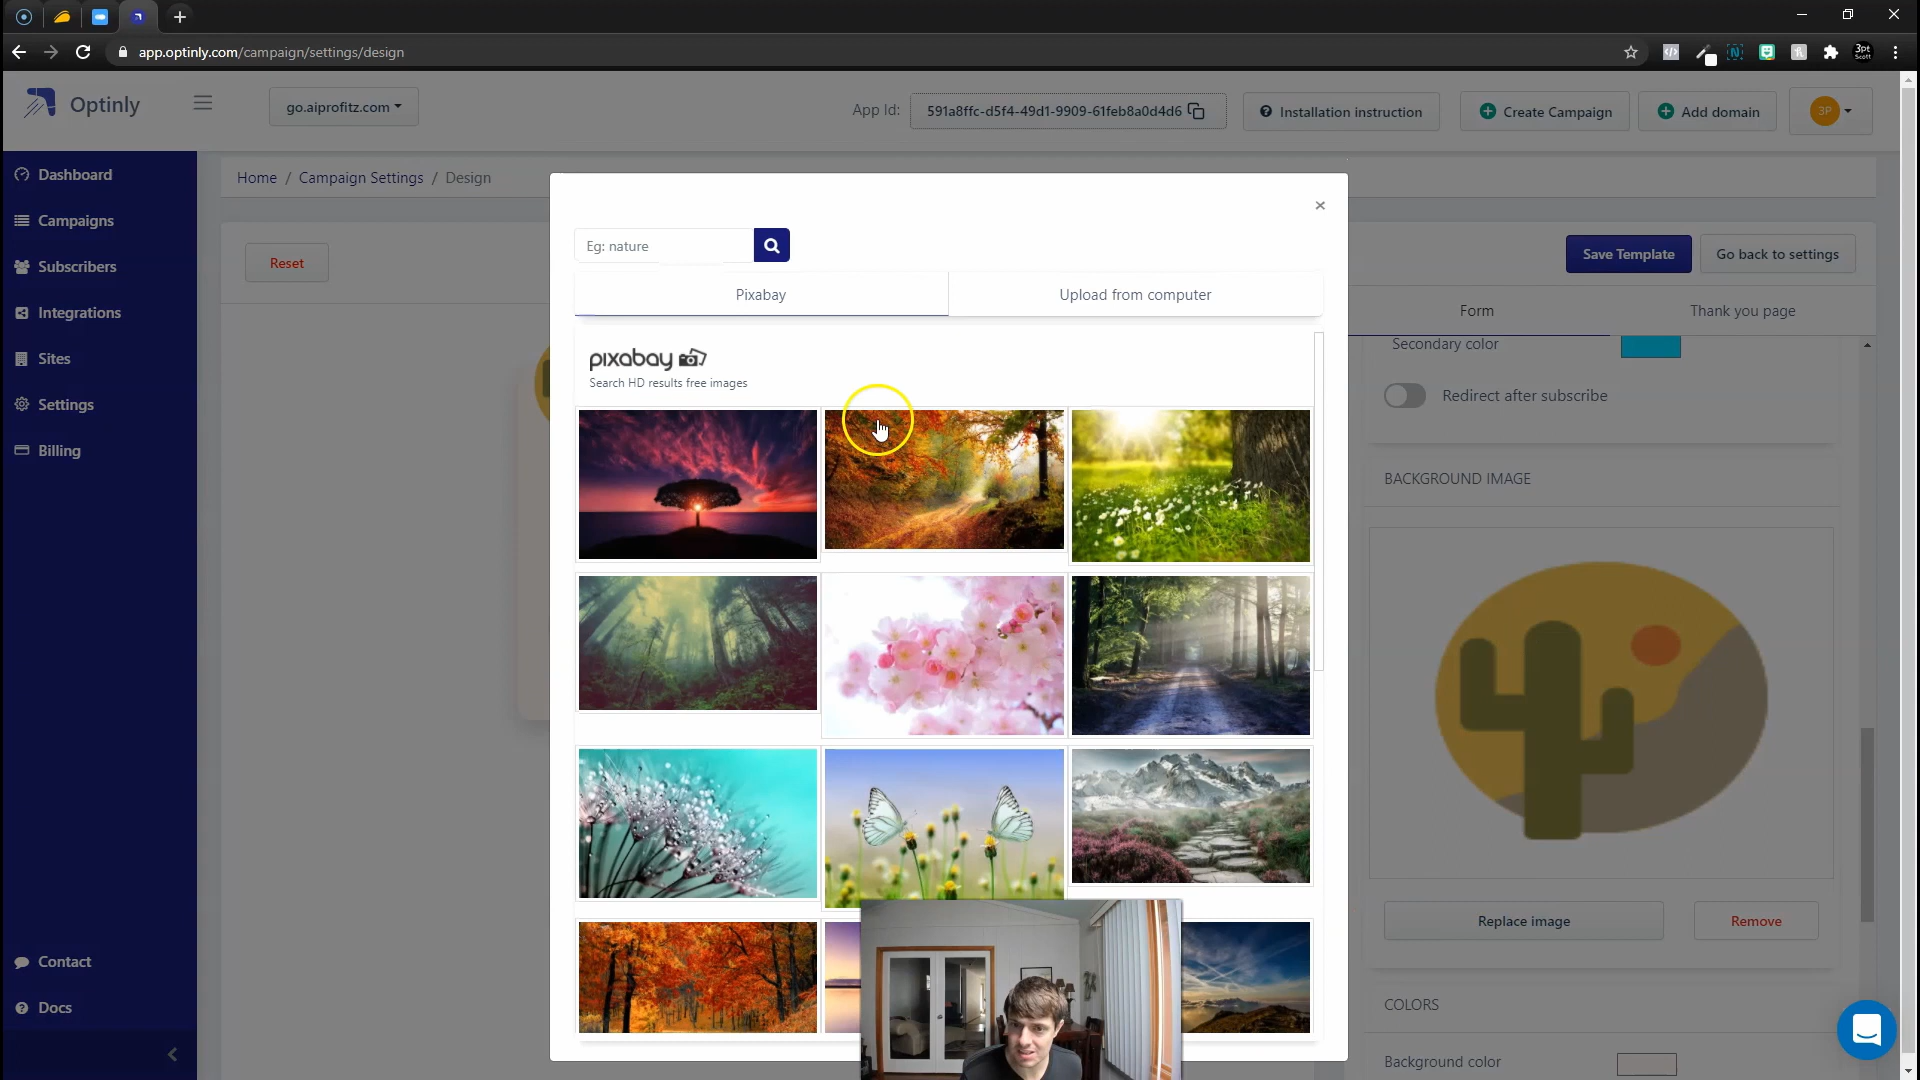 app.optinly.com/campaign/settings/design
3pt
Scott
Optinly
go.aiprofitz.com
App Id:
591a8ffc-d5f4-49d1-9909-61feb8a0d4d6
Installation instruction
Create Campaign
Add domain
3P
Dashboard
Campaigns
Subscribers
Integrations
Sites
Settings
Billing
Contact
Docs
Home / Campaign Settings / Design
Reset
Eg: nature
Pixabay
Upload from computer
pixabay
Search HD results free images
Save Template
Go back to settings
Form
Thank you page
Secondary color
Redirect after subscribe
BACKGROUND IMAGE
Replace image
Remove
COLORS
Background color